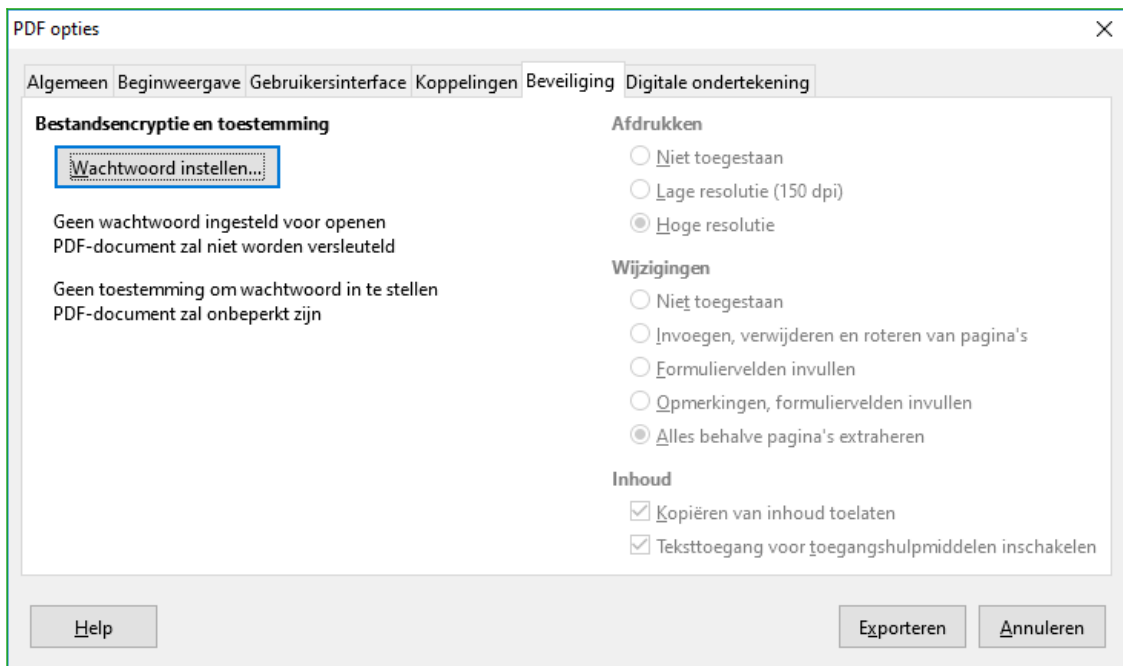 PDF opties
Algemeen Beginweergave Gebruikersinterface Koppelingen Beveiliging Digitale ondertekening
Bestandsencryptie en toestemming
Wachtwoord instellen...
Geen wachtwoord ingesteld voor openen
PDF-document zal niet worden versleuteld
Geen toestemming om wachtwoord in te stellen
PDF-document zal onbeperkt zijn
Afdrukken
Niet toegestaan
Lage resolutie (150 dpi)
Hoge resolutie
Wijzigingen
Niet toegestaan
Invoegen, verwijderen en roteren van pagina's
Formuliervelden invullen
Opmerkingen, formuliervelden invullen
Alles behalve pagina's extraheren
Inhoud
Kopiëren van inhoud toelaten
Teksttoegang voor toegangshulpmiddelen inschakelen
Help
Exporteren
Annuleren